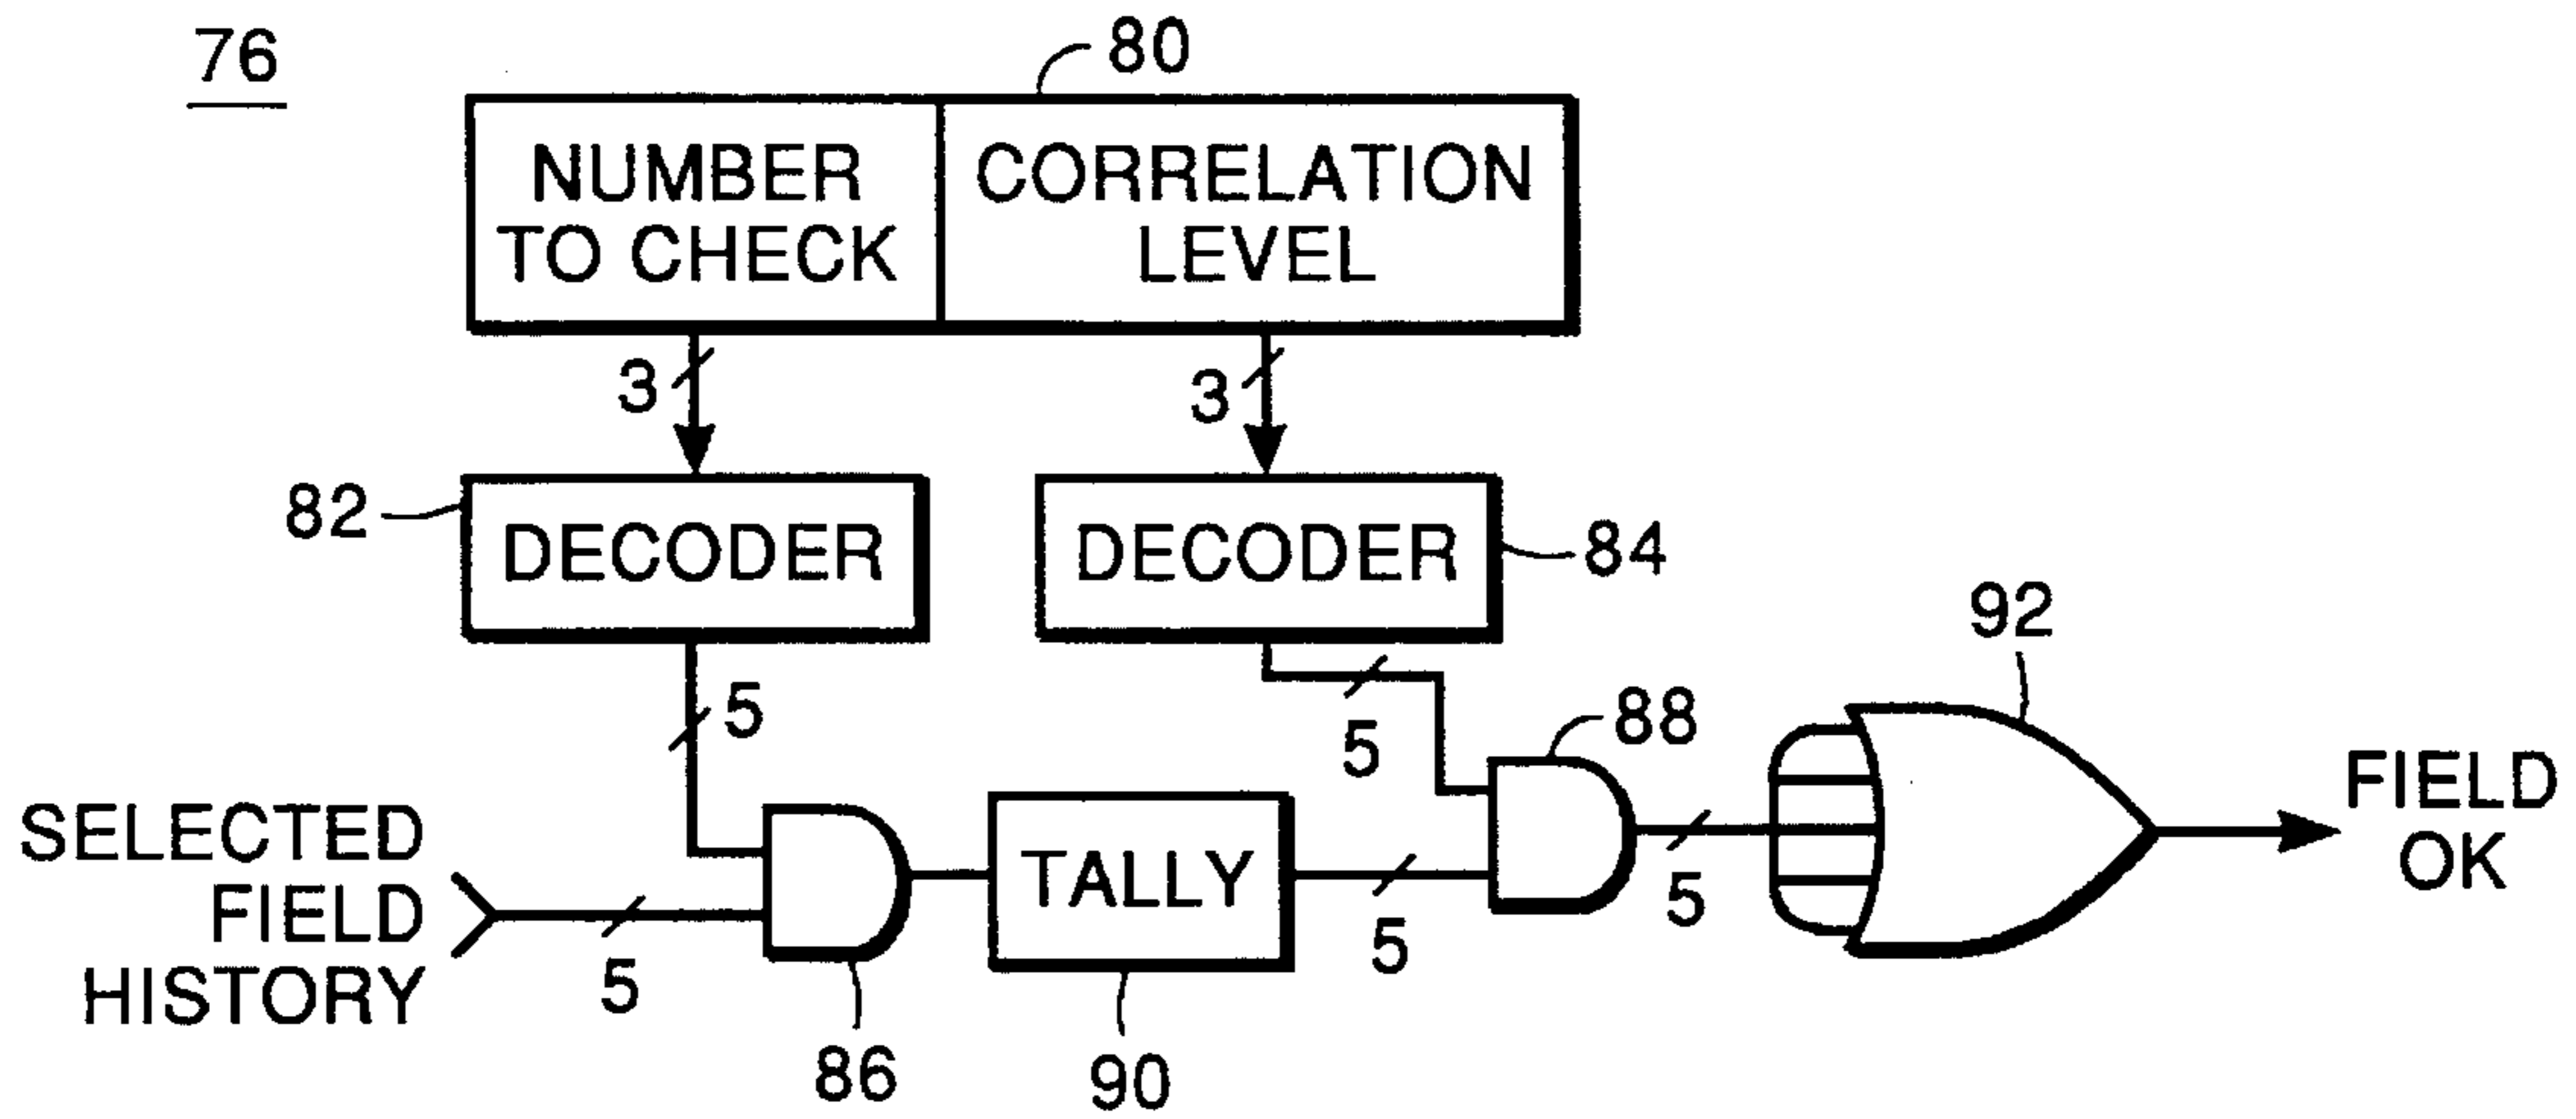 76
80
NUMBER
TO CHECK
CORRELATION
LEVEL
3
3
82
DECODER
DECODER
84
5
5
92
88
SELECTED
FIELD
HISTORY
5
86
TALLY
90
5
5
FIELD
OK